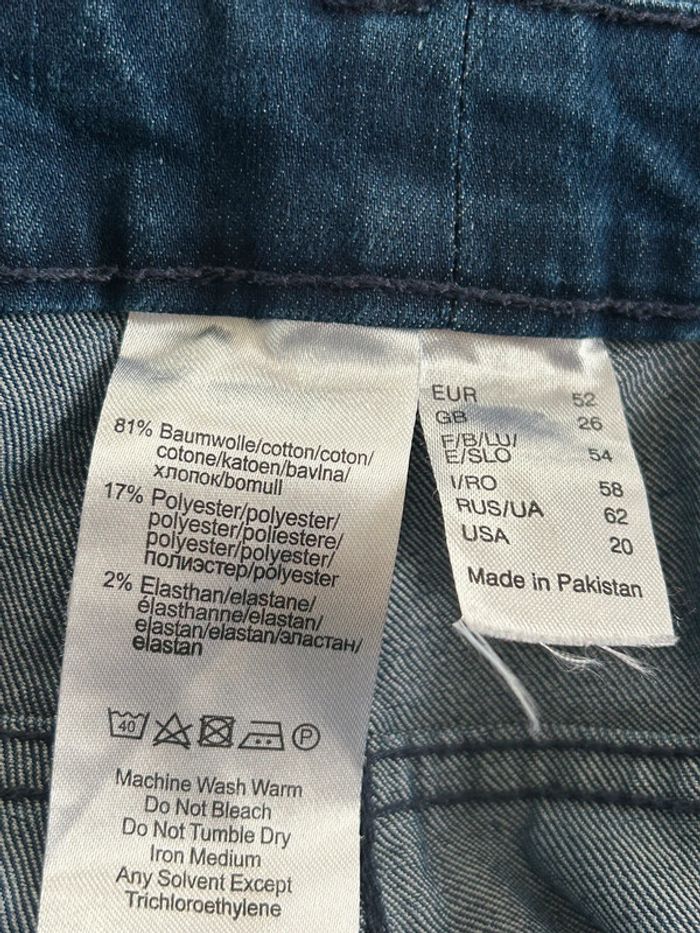 81% Baumwolle/cotton/coton/
cotone/katoen/bavlna/
хлопок/bomull
17% Polyester/polyester/
polyester/poliestere/
polyester/polyester/
полиэстер/pólyester
2% Elasthan/elastane/
élasthanne/elastan/
elastan/elastan/эластан/
elastan
40
P
Machine Wash Warm
Do Not Bleach
Do Not Tumble Dry
Iron Medium
Any Solvent Except
Trichloroethylene
EUR 52
GB 26
F/B/LU/
E/SLO 54
I/RO 58
RUS/UA 62
USA 20
Made in Pakistan